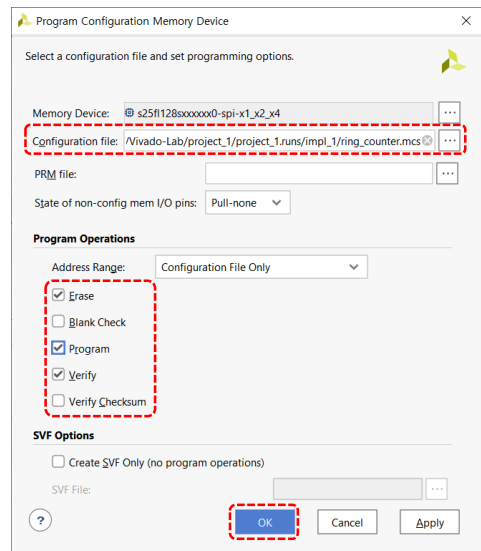 Program Configuration Memory Device
Select a configuration file and set programming options.
Memory Device: s25fl128sxxxxxx0-spi-x1_x2_x4 ...
Configuration file: /Vivado-Lab/project_1/project_1.runs/impl_1/ring_counter.mcs ...
PRM file: ...
State of non-config mem I/O pins: Pull-none
Program Operations
Address Range: Configuration File Only
Erase
Blank Check
Program
Verify
Verify Checksum
SVF Options
Create SVF Only (no program operations)
SVF File: ...
? OK Cancel Apply